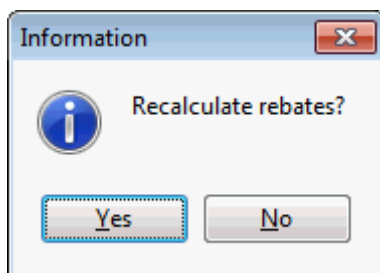 Information
Recalculate rebates?
Yes No